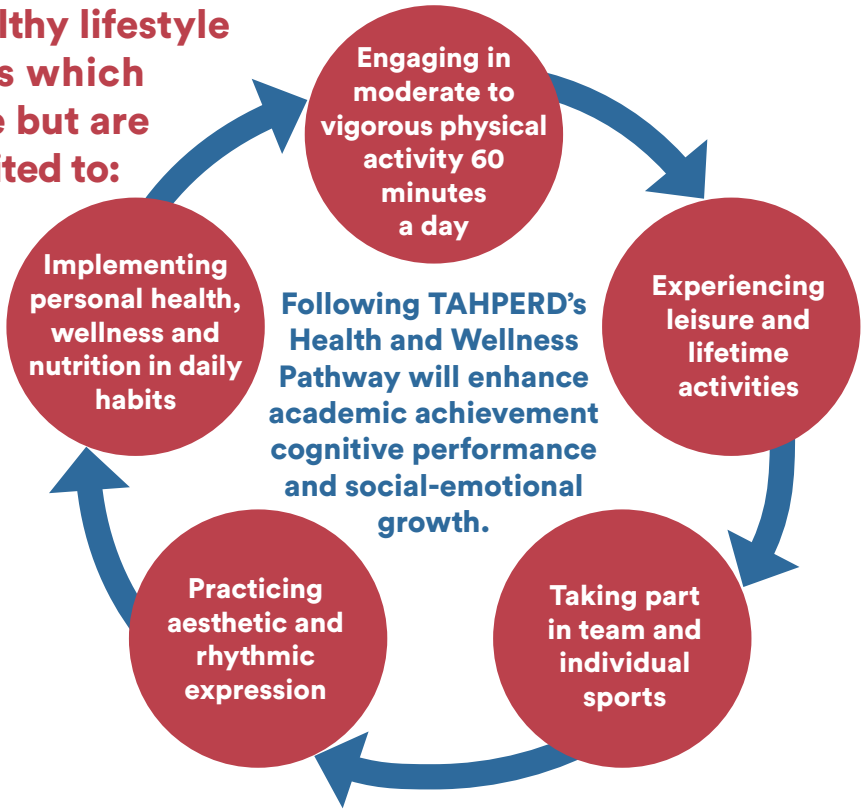 lthy lifestyle
s which
e but are
ited to:
Engaging in
moderate to
vigorous physical
activity 60
minutes
a day
Experiencing
leisure and
lifetime
activities
Taking part
in team and
individual
sports
Practicing
aesthetic and
rhythmic
expression
Implementing
personal health,
wellness and
nutrition in daily
habits
Following TAHPERD’s
Health and Wellness
Pathway will enhance
academic achievement
cognitive performance
and social-emotional
growth.